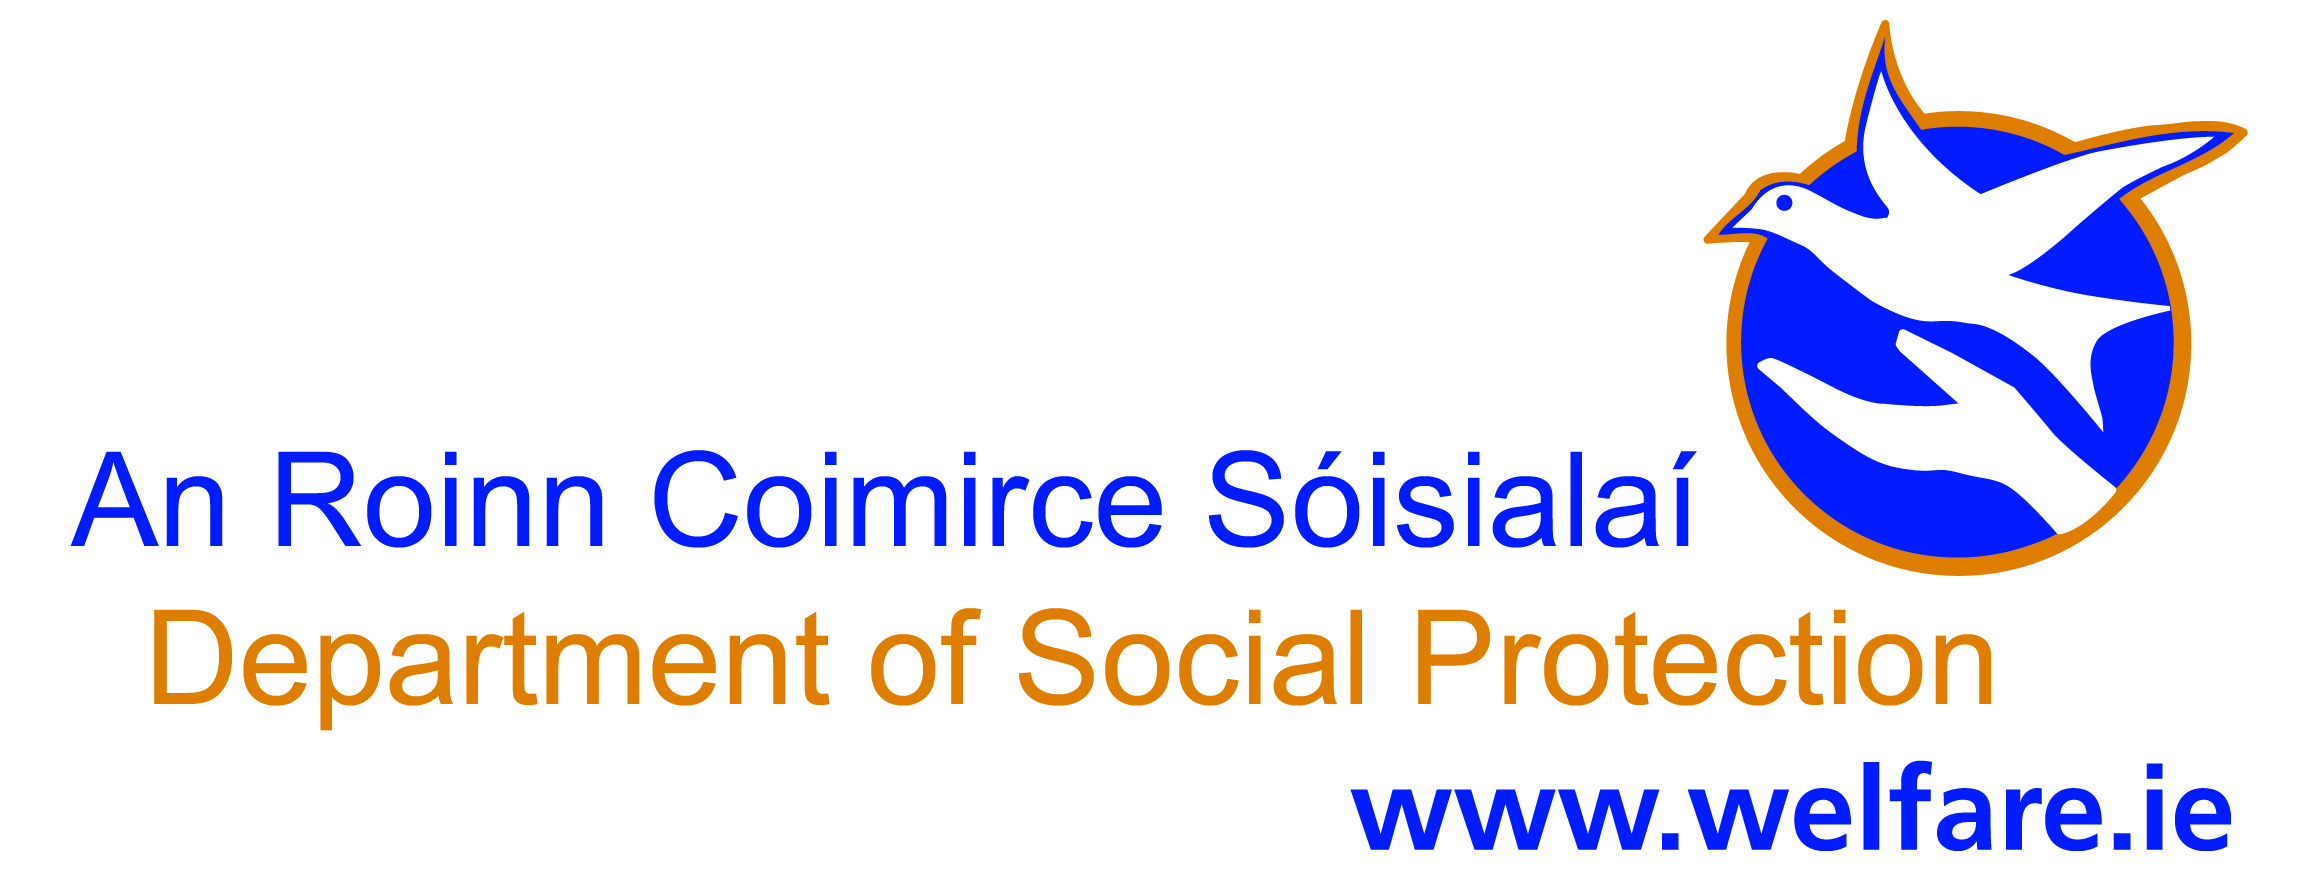 An Roinn Coimirce Sóisialaí
Department of Social Protection
www.welfare.ie